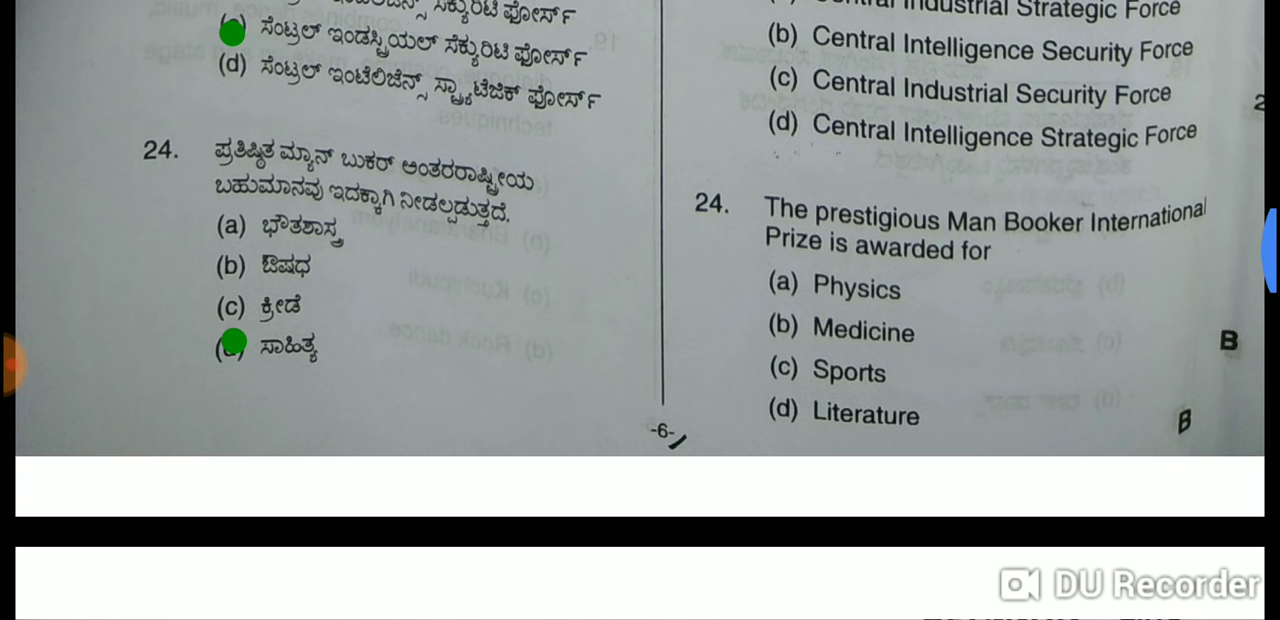 ಸೆಕ್ಯುರಿಟಿ ಫೋರ್ಸ್
ಸೆಂಟ್ರಲ್ ಇಂಡಸ್ಟ್ರಿಯಲ್ ಸೆಕ್ಯುರಿಟಿ ಫೋರ್ಸ್
(d) ಸೆಂಟ್ರಲ್ ಇಂಟೆಲಿಜೆನ್ಸ್ ಸ್ಟ್ರ್ಯಾಟೆಜಿಕ್ ಫೋರ್ಸ್
24. ಪ್ರತಿಷ್ಠಿತ ಮ್ಯಾನ್ ಬುಕರ್ ಅಂತರರಾಷ್ಟ್ರೀಯ
ಬಹುಮಾನವು ಇದಕ್ಕಾಗಿ ನೀಡಲ್ಪಡುತ್ತದೆ.
(a) ಭೌತಶಾಸ್ತ್ರ
(b) ಔಷಧ
(c) ಕ್ರೀಡೆ
ಸಾಹಿತ್ಯ
Industrial Strategic Force
(b) Central Intelligence Security Force
(c) Central Industrial Security Force
(d) Central Intelligence Strategic Force
24. The prestigious Man Booker International
Prize is awarded for
(a) Physics
(b) Medicine
(c) Sports
(d) Literature
B
B
-6-
2
DU Recorder